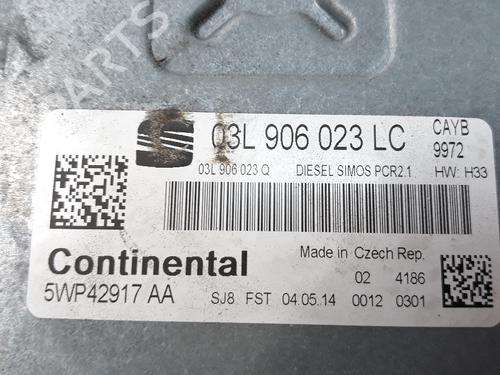 PARTS
03L 906 023 LC
CAYB
9972
03L 906 023 Q DIESEL SIMOS PCR2.1 HW: H33
Continental
Made in Czech Rep.
02 4186
5WP42917 AA SJ8 FST 04.05.14 0012 0301